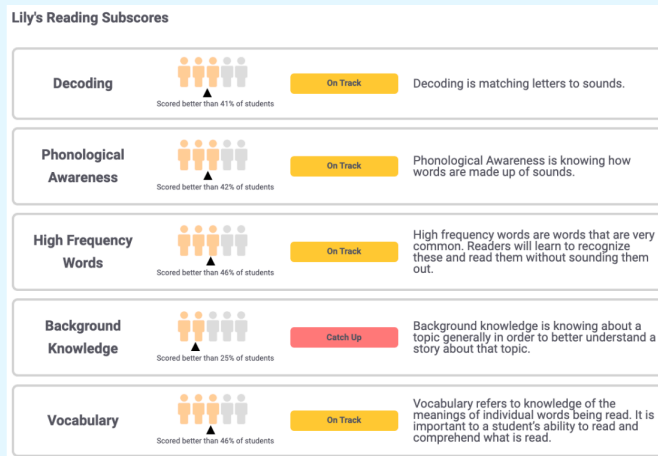 Lily's Reading Subscores
Decoding
Scored better than 41% of students
On Track
Decoding is matching letters to sounds.
Phonological
Awareness
Scored better than 42% of students
On Track
Phonological Awareness is knowing how
words are made up of sounds.
High Frequency
Words
Scored better than 46% of students
On Track
High frequency words are words that are very
common. Readers will learn to recognize
these and read them without sounding them
out.
Background
Knowledge
Scored better than 25% of students
Catch Up
Background knowledge is knowing about a
topic generally in order to better understand a
story about that topic.
Vocabulary
Scored better than 46% of students
On Track
Vocabulary refers to knowledge of the
meanings of individual words being read. It is
important to a student's ability to read and
comprehend what is read.